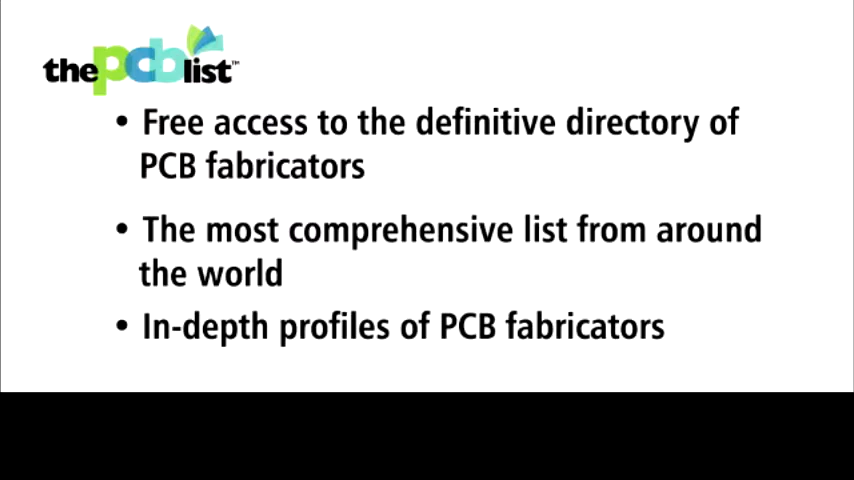 thepcblist™
• Free access to the definitive directory of
PCB fabricators
• The most comprehensive list from around
the world
• In-depth profiles of PCB fabricators